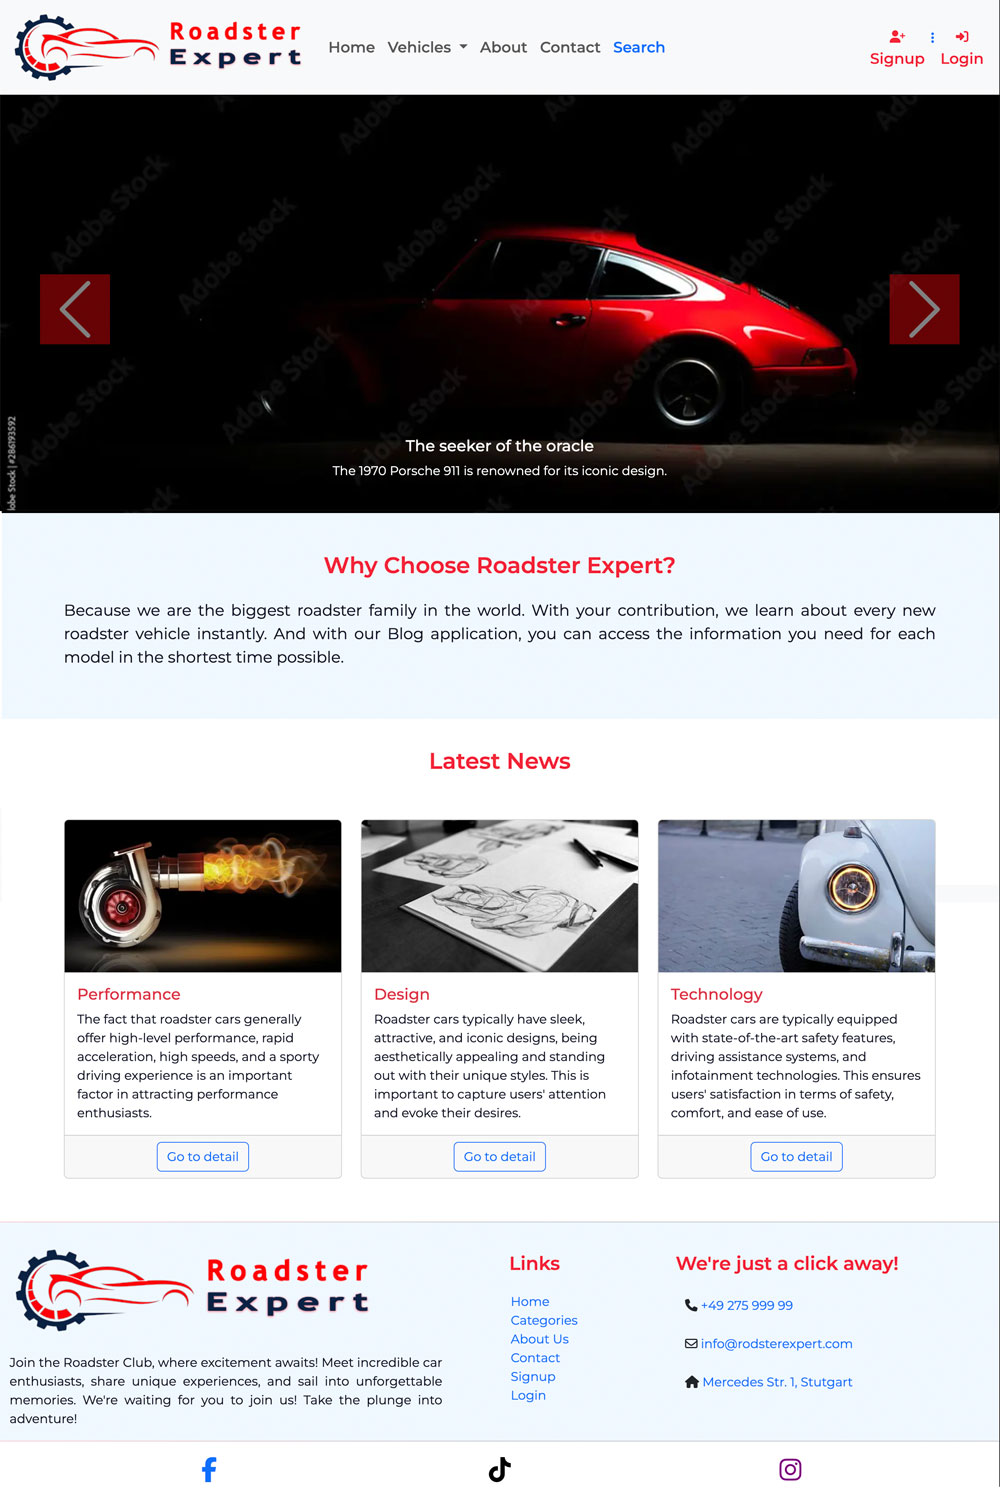 Roadster
Expert
Home Vehicles About Contact Search
Signup Login
Adobe Stock
Adobe Stock | #286193592
The seeker of the oracle
The 1970 Porsche 911 is renowned for its iconic design.
Why Choose Roadster Expert?
Because we are the biggest roadster family in the world. With your contribution, we learn about every new
roadster vehicle instantly. And with our Blog application, you can access the information you need for each
model in the shortest time possible.
Latest News
Performance
The fact that roadster cars generally
offer high-level performance, rapid
acceleration, high speeds, and a sporty
driving experience is an important
factor in attracting performance
enthusiasts.
Go to detail
Design
Roadster cars typically have sleek,
attractive, and iconic designs, being
aesthetically appealing and standing
out with their unique styles. This is
important to capture users' attention
and evoke their desires.
Go to detail
Technology
Roadster cars are typically equipped
with state-of-the-art safety features,
driving assistance systems, and
infotainment technologies. This ensures
users' satisfaction in terms of safety,
comfort, and ease of use.
Go to detail
Roadster
Expert
Join the Roadster Club, where excitement awaits! Meet incredible car
enthusiasts, share unique experiences, and sail into unforgettable
memories. We're waiting for you to join us! Take the plunge into
adventure!
Links
Home
Categories
About Us
Contact
Signup
Login
We're just a click away!
+49 275 999 99
info@rodsterexpert.com
Mercedes Str. 1, Stutgart